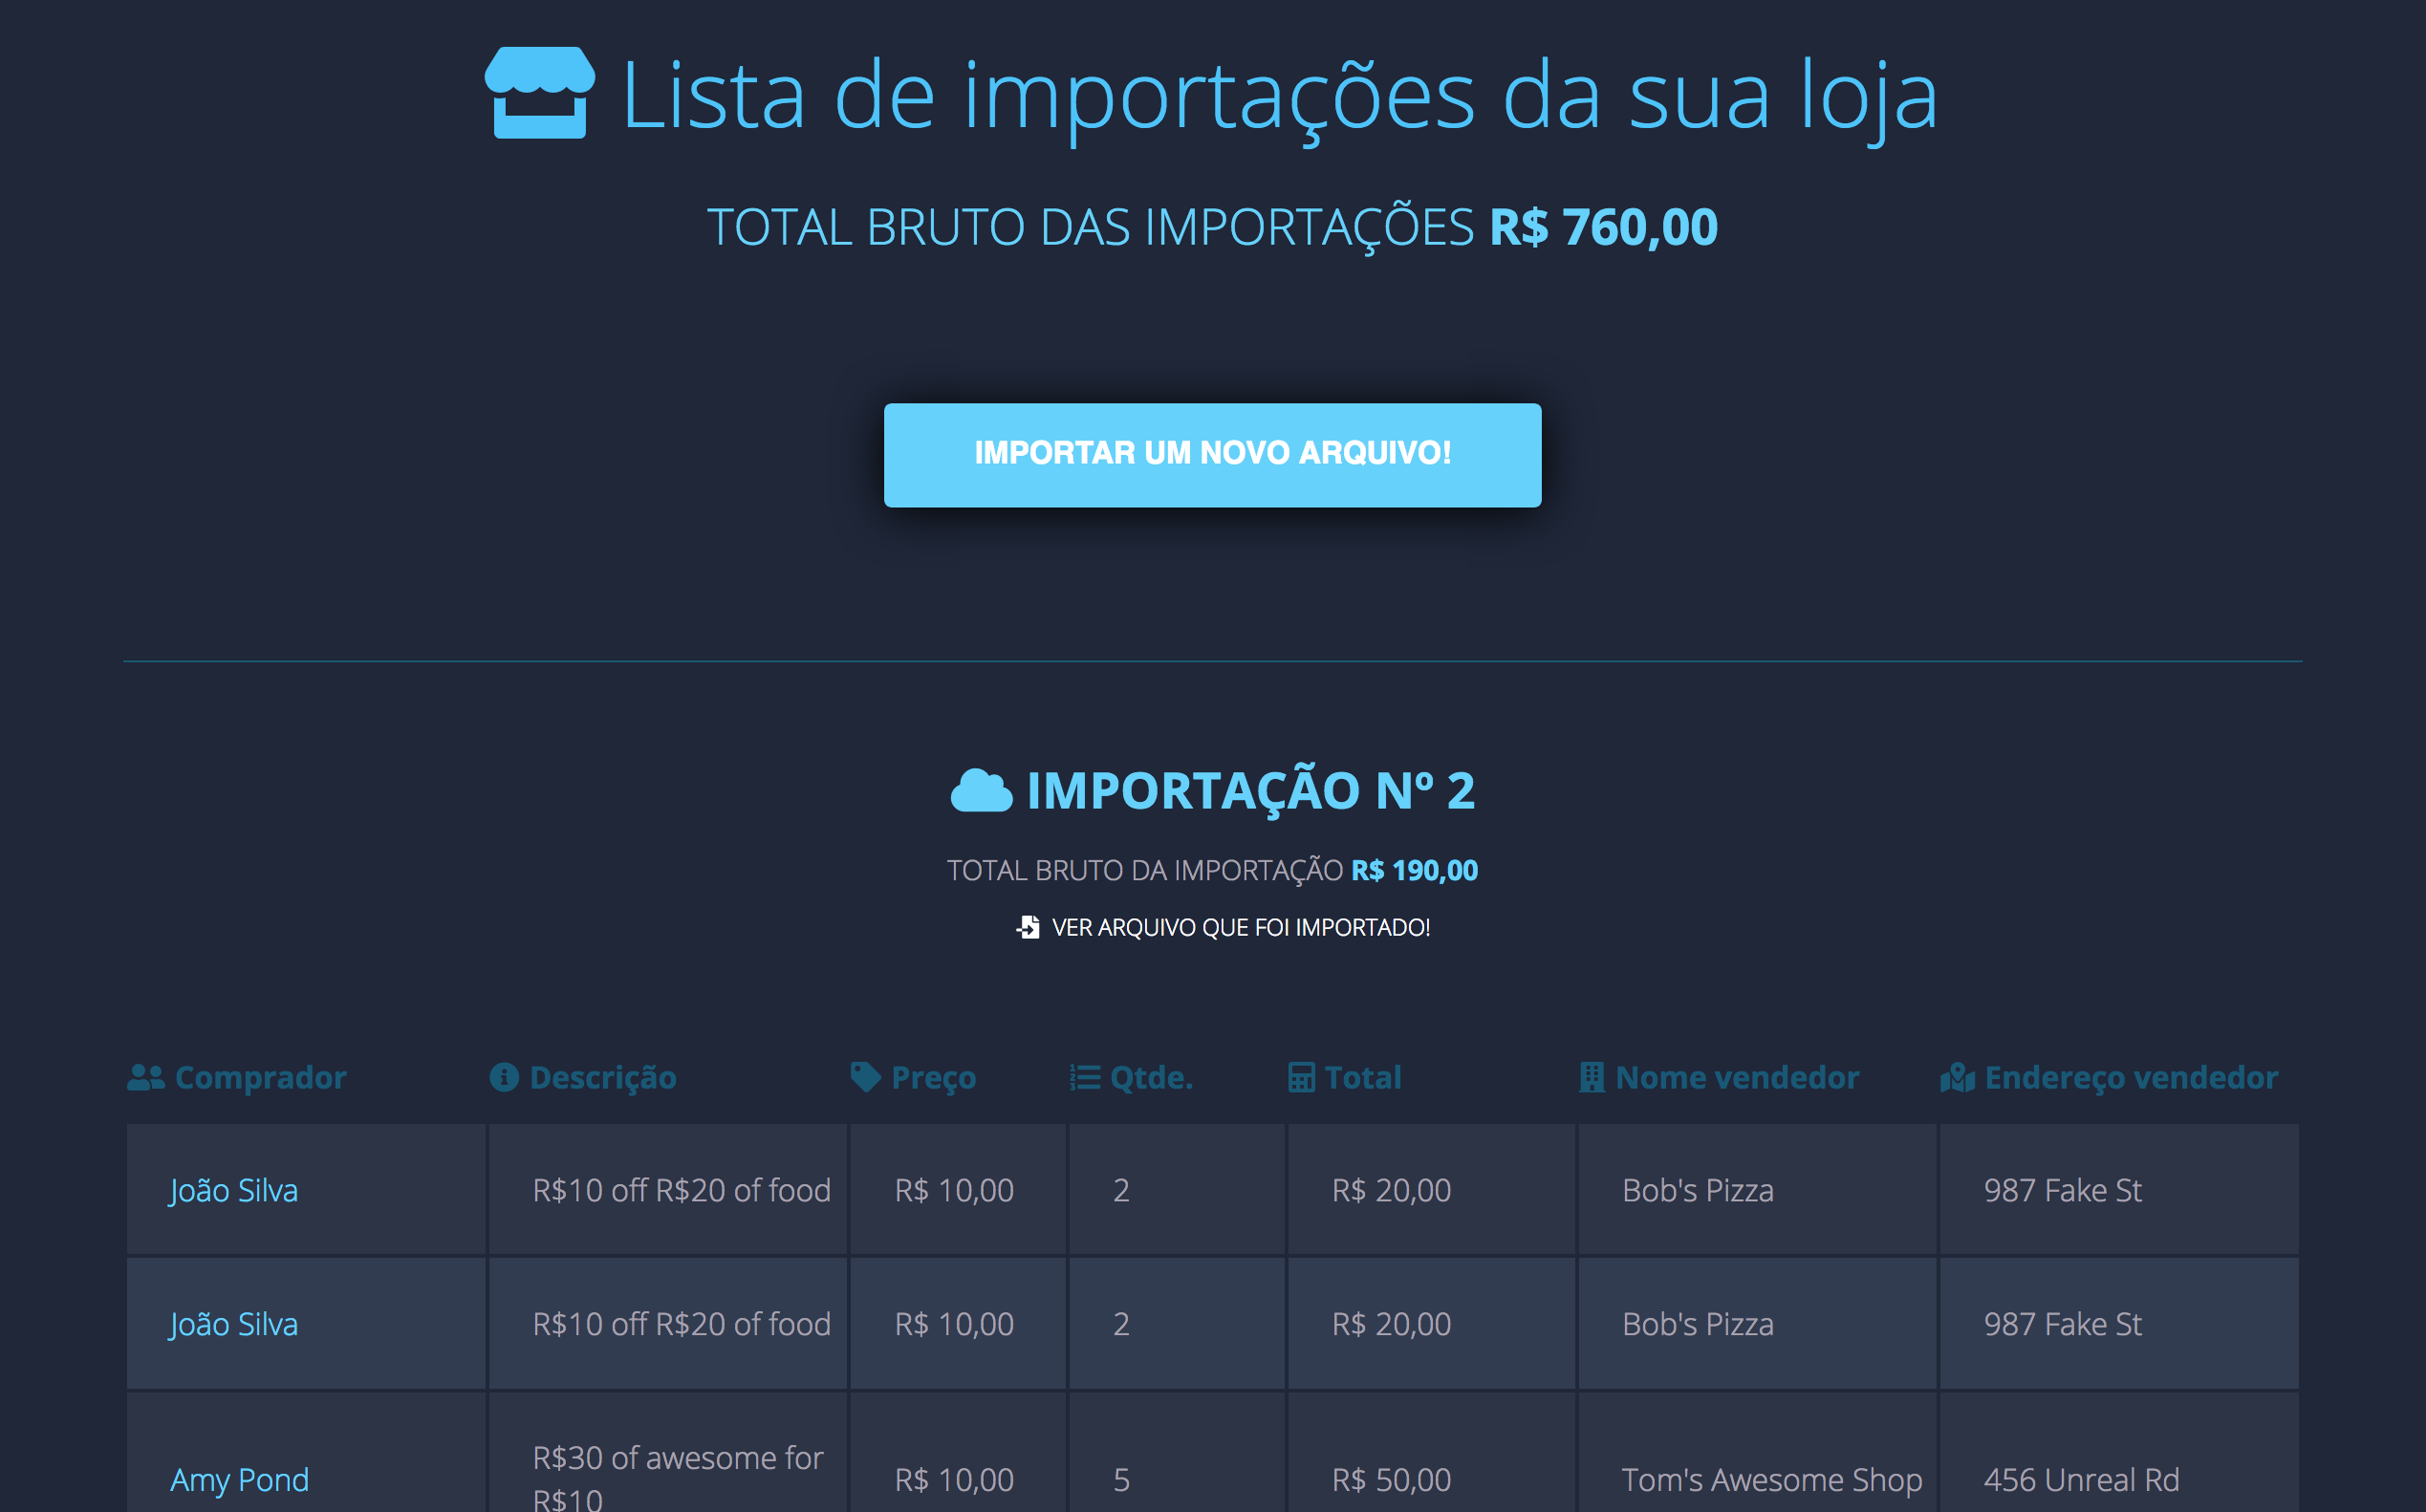 Lista de importações da sua loja
TOTAL BRUTO DAS IMPORTAÇÕES R$ 760,00
IMPORTAR UM NOVO ARQUIVO!
IMPORTAÇÃO Nº 2
TOTAL BRUTO DA IMPORTAÇÃO R$ 190,00
VER ARQUIVO QUE FOI IMPORTADO!
Comprador Descrição Preço Qtde. Total Nome vendedor Endereço vendedor
João Silva R$10 off R$20 of food R$ 10,00 2 R$ 20,00 Bob's Pizza 987 Fake St
João Silva R$10 off R$20 of food R$ 10,00 2 R$ 20,00 Bob's Pizza 987 Fake St
Amy Pond R$30 of awesome for R$ 10,00 5 R$ 50,00 Tom's Awesome Shop 456 Unreal Rd
R$10